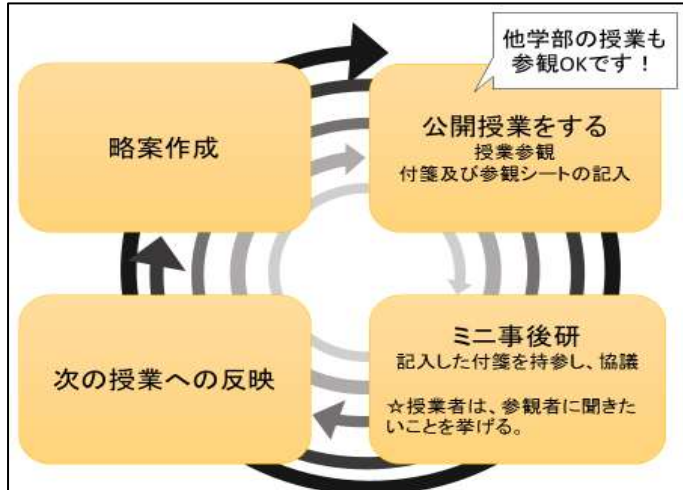 他学部の授業も
参観OKです！
略案作成
公開授業をする
授業参観
付箋及び参観シートの記入
次の授業への反映
ミニ事後研
記入した付箋を持参し、協議
☆授業者は、参観者に聞きた
いことを挙げる。